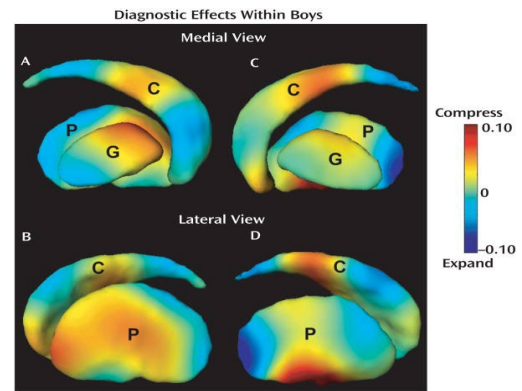 Diagnostic Effects Within Boys
Medial View
A
C
C
C
P
P
G
G
Compress
0.10
0
–0.10
Expand
Lateral View
B
D
C
C
P
P